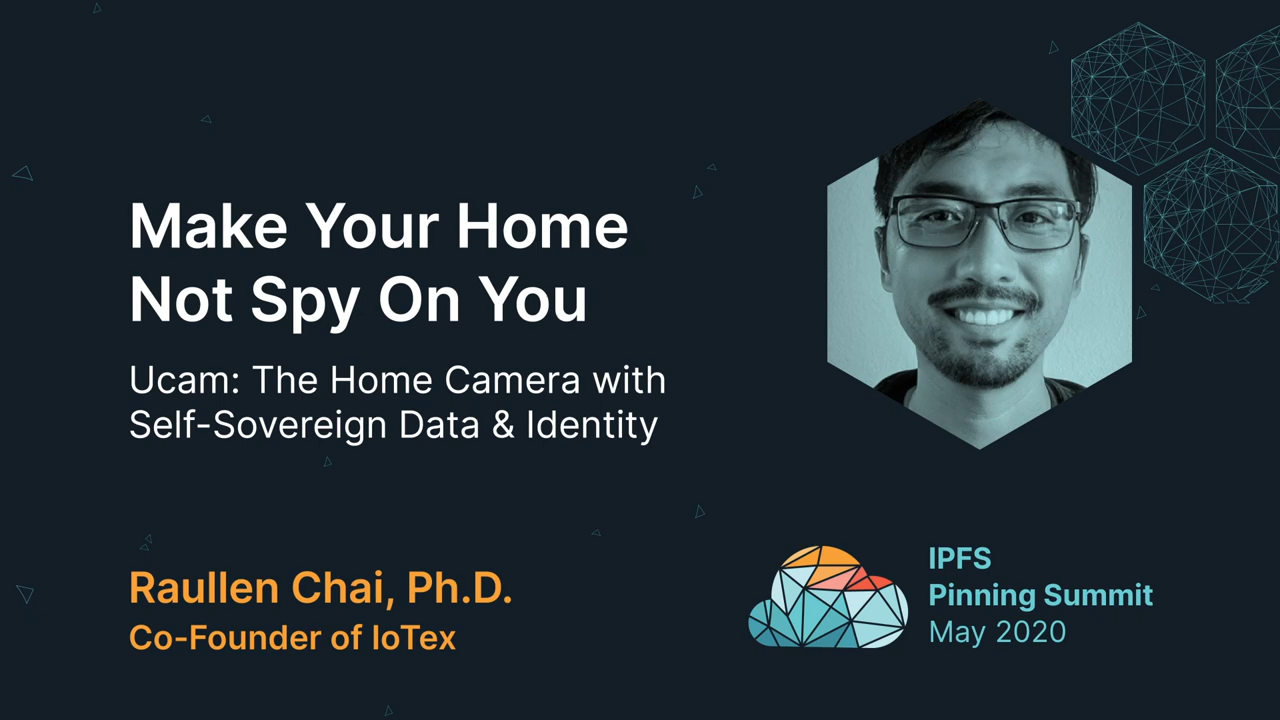 Make Your Home
Not Spy On You
Ucam: The Home Camera with
Self-Sovereign Data & Identity
Raullen Chai, Ph.D.
Co-Founder of IoTex
IPFS
Pinning Summit
May 2020